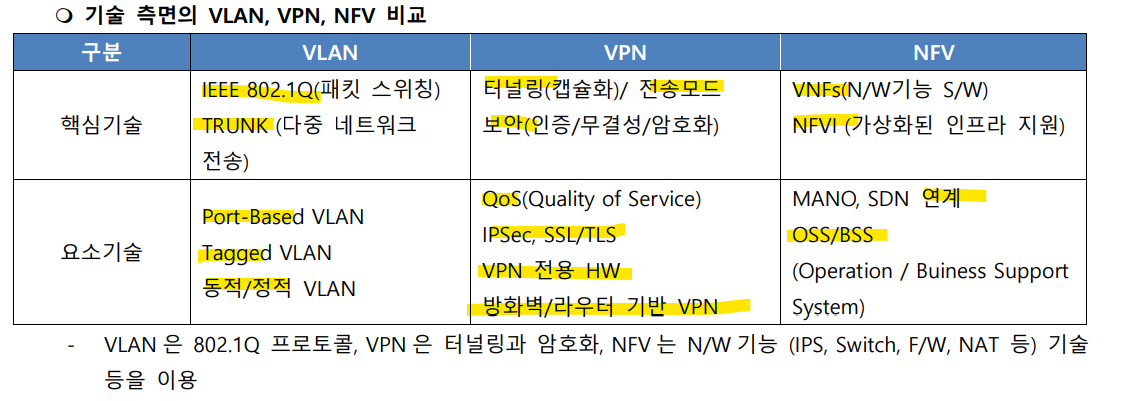 ❍ 기술 측면의 VLAN, VPN, NFV 비교
구분 VLAN VPN NFV
핵심기술
IEEE 802.1Q(패킷 스위칭)
TRUNK (다중 네트워크
전송)
터널링(캡슐화)/ 전송모드
보안(인증/무결성/암호화)
VNFs(N/W기능 S/W)
NFVI (가상화된 인프라 지원)
요소기술
Port-Based VLAN
Tagged VLAN
동적/정적 VLAN
QoS(Quality of Service)
IPSec, SSL/TLS
VPN 전용 HW
방화벽/라우터 기반 VPN
MANO, SDN 연계
OSS/BSS
(Operation / Buiness Support
System)
- VLAN 은 802.1Q 프로토콜, VPN 은 터널링과 암호화, NFV 는 N/W 기능 (IPS, Switch, F/W, NAT 등) 기술
등을 이용